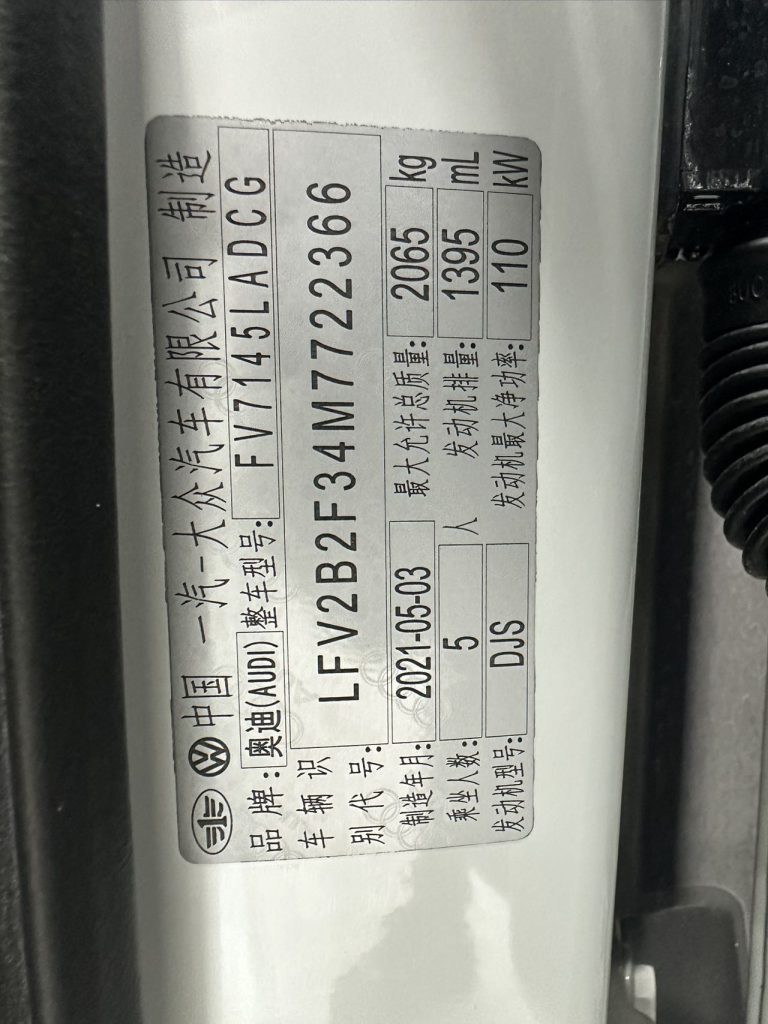 中国 一汽-大众汽车有限公司 制造
品牌: 奥迪(AUDI) 整车型号: FV7145LADCG
车辆识别代号: LFV2B2F34M7722366
制造年月: 2021-05-03 最大允许总质量: 2065 kg
乘坐人数: 5 人 发动机排量: 1395 mL
发动机型号: DJS 发动机最大净功率: 110 kW